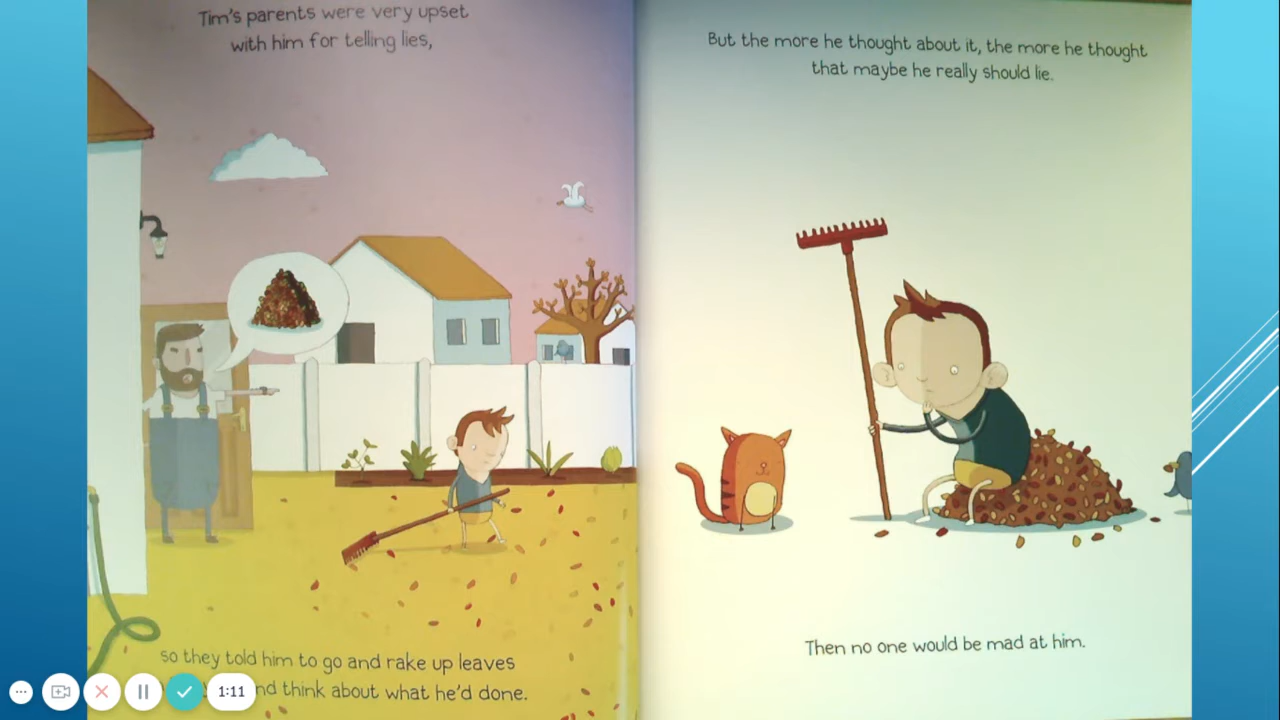 Tim's parents were very upset
with him for telling lies,
so they told him to go and rake up leaves
and think about what he'd done.
But the more he thought about it, the more he thought
that maybe he really should lie.
Then no one would be mad at him.
1:11